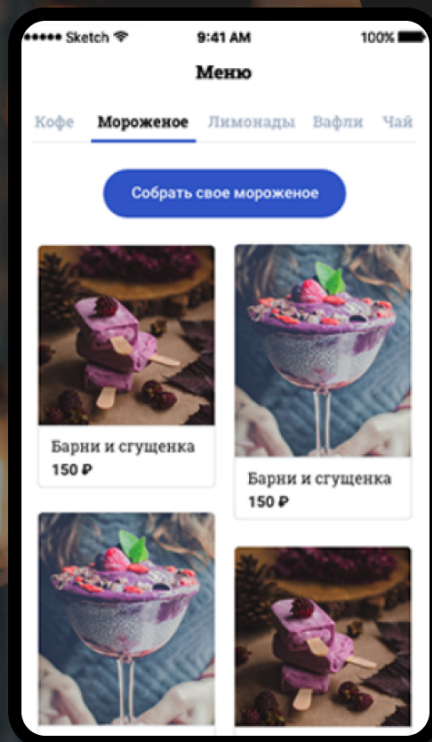 Sketch 9:41 AM 100%
Меню
Кофе Мороженое Лимонады Вафли Чай
Собрать свое мороженое
Барни и сгущенка
150 ₽
Барни и сгущенка
150 ₽